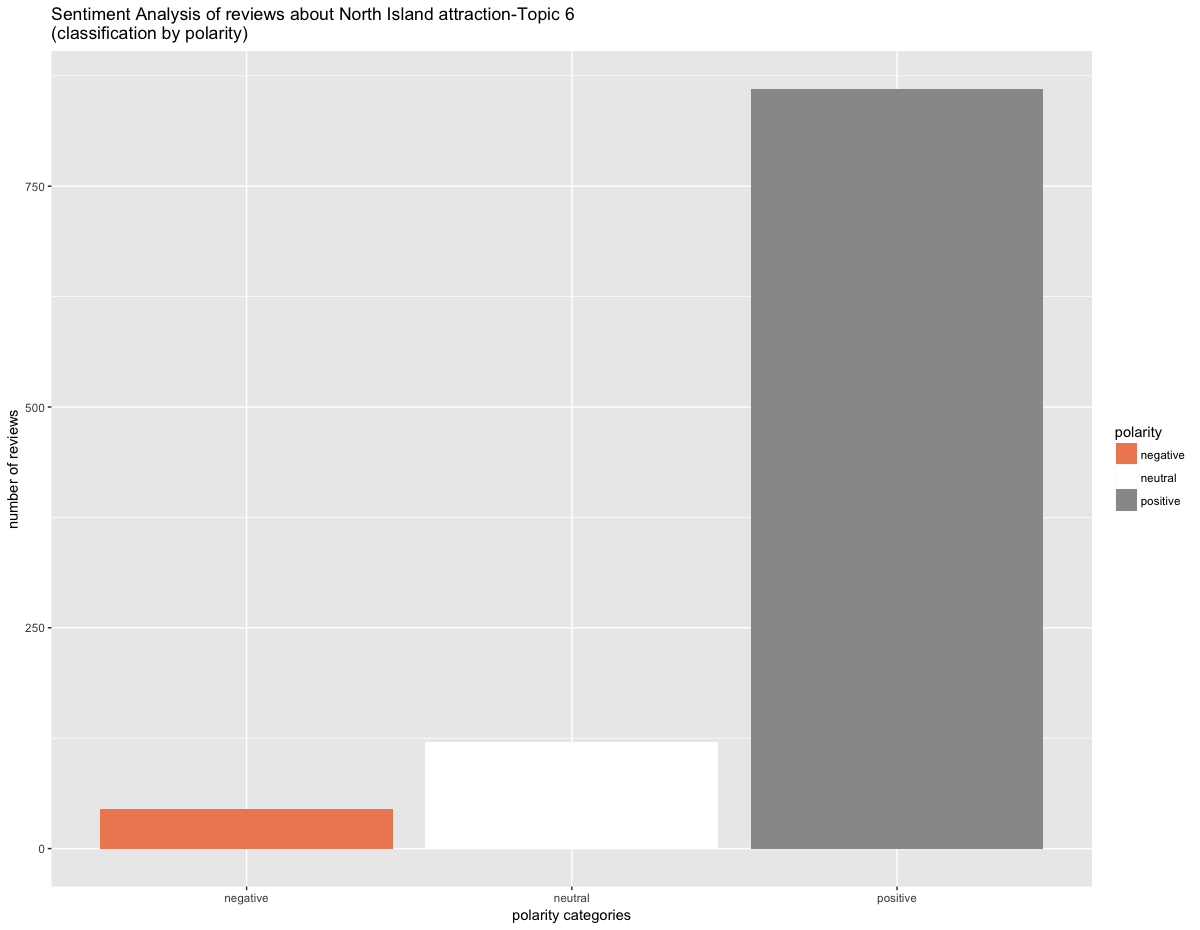 Sentiment Analysis of reviews about North Island attraction-Topic 6
(classification by polarity)
number of reviews
750
500
250
0
negative
neutral
positive
polarity categories
polarity
negative
neutral
positive